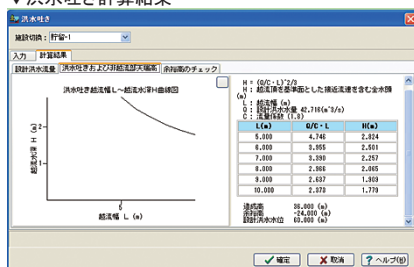 ▼洪水吐き計算結果
洪水吐き
施設切換： 貯留-1
入力 計算結果
設計洪水流量 洪水吐きおよび非越流部天端高 余裕高のチェック
洪水吐き越流幅L～越流水深H曲線図
越流水深 H (m)
2
5
越流幅 L (m)
H = (Q/C・L)^2/3
H : 越流頂を基準面とした接近流速を含む全水頭
(m)
L : 越流幅 (m)
Q : 設計洪水量 42.716(m^3/s)
C : 流量係数 (1.8)
L(m) Q/C・L H(m)
5.000 4.746 2.824
6.000 3.955 2.501
7.000 3.390 2.257
8.000 2.966 2.065
9.000 2.637 1.909
10.000 2.373 1.779
造成高 36.000 (m)
余裕高 -24.000 (m)
設計洪水水位 60.000 (m)
確定 取消 ヘルプ(H)